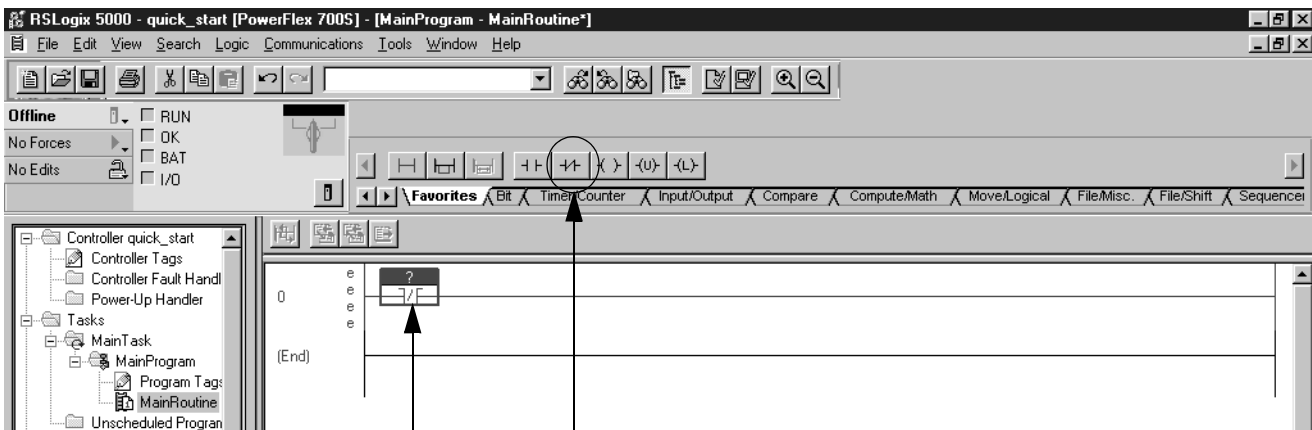 RSLogix 5000 - quick_start [PowerFlex 700S] - [MainProgram - MainRoutine*]
File Edit View Search Logic Communications Tools Window Help
Offline
RUN
No Forces
OK
No Edits
BAT
I/O
(U) (L)
Favorites Bit Timer/Counter Input/Output Compare Compute/Math Move/Logical File/Misc. File/Shift Sequencer
Controller quick_start
Controller Tags
Controller Fault Handl
Power-Up Handler
Tasks
MainTask
MainProgram
Program Tags
MainRoutine
Unscheduled Program
0
e
e
e
e
?
(End)